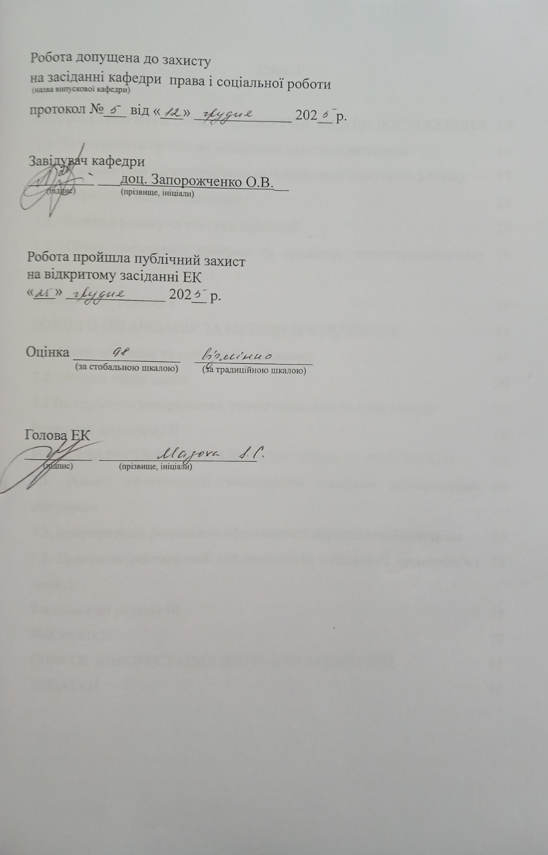 Робота допущена до захисту
на засіданні кафедри права і соціальної роботи
(назва випускової кафедри)
протокол № 5 від «12» грудня 2025 р.
Завідувач кафедри
доц. Запорожченко О.В.
(підпис) (прізвище, ініціали)
Робота пройшла публічний захист
на відкритому засіданні ЕК
«25» грудня 2025 р.
Оцінка 98 відмінно
(за стобальною шкалою) (за традиційною шкалою)
Голова ЕК
(підпис) (прізвище, ініціали)